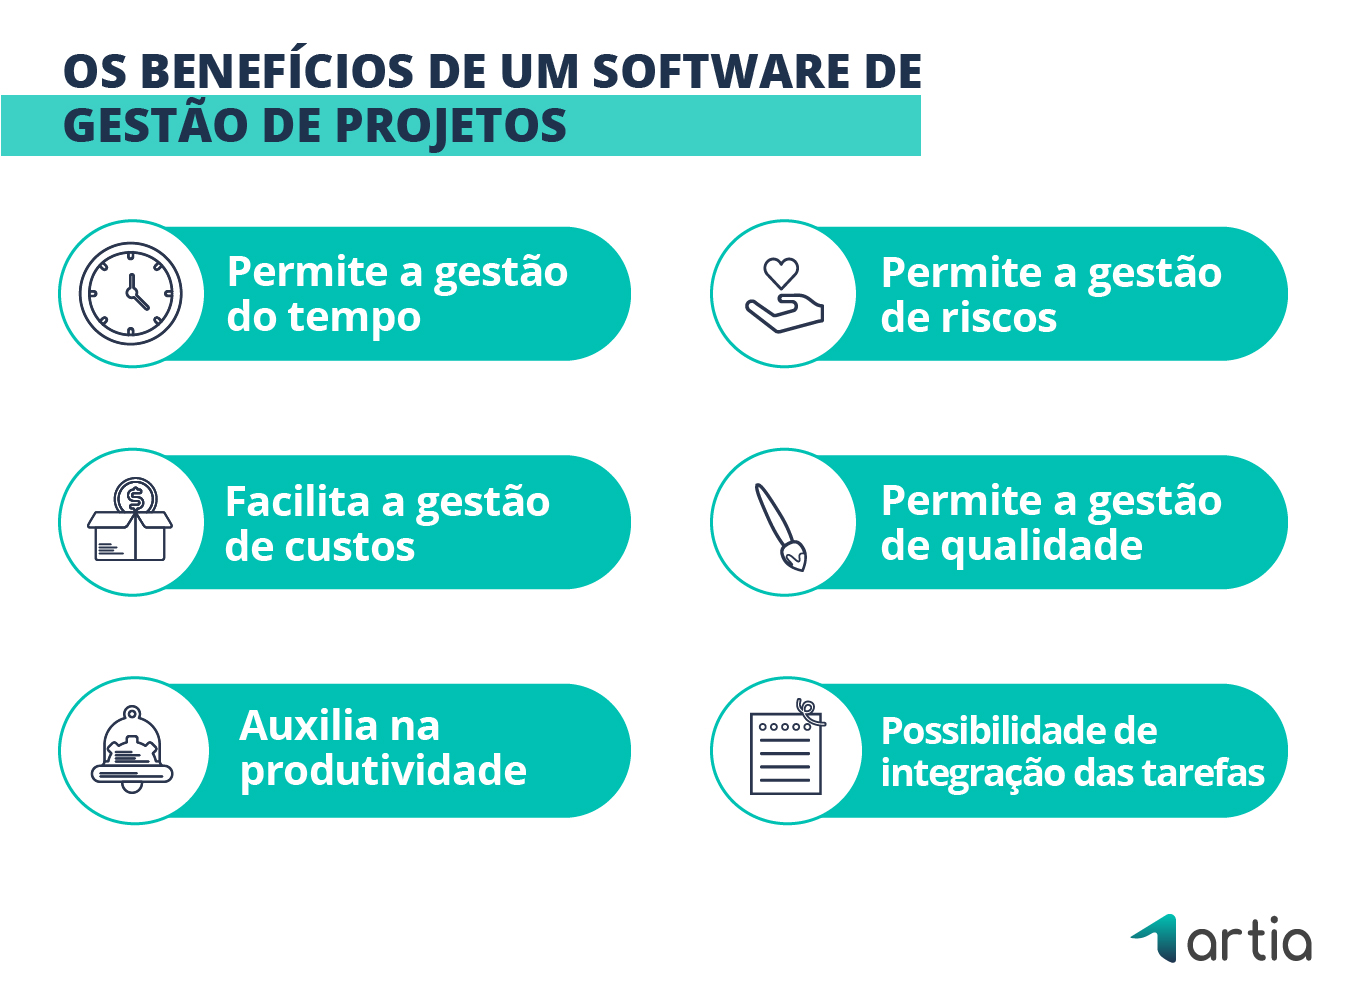 OS BENEFÍCIOS DE UM SOFTWARE DE
GESTÃO DE PROJETOS
Permite a gestão
do tempo
Permite a gestão
de riscos
Facilita a gestão
de custos
Permite a gestão
de qualidade
Auxilia na
produtividade
Possibilidade de
integração das tarefas
artia